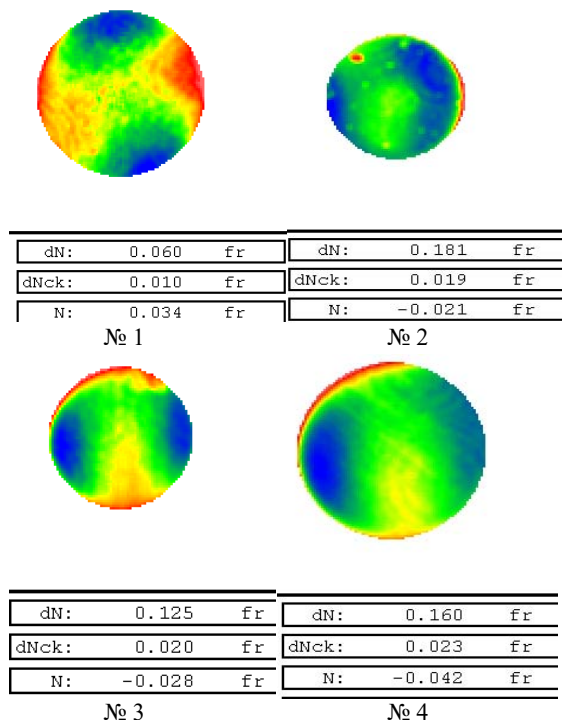 dN: 0.060 fr
dNck: 0.010 fr
N: 0.034 fr
№ 1
dN: 0.181 fr
dNck: 0.019 fr
N: -0.021 fr
№ 2
dN: 0.125 fr
dNck: 0.020 fr
N: -0.028 fr
№ 3
dN: 0.160 fr
dNck: 0.023 fr
N: -0.042 fr
№ 4